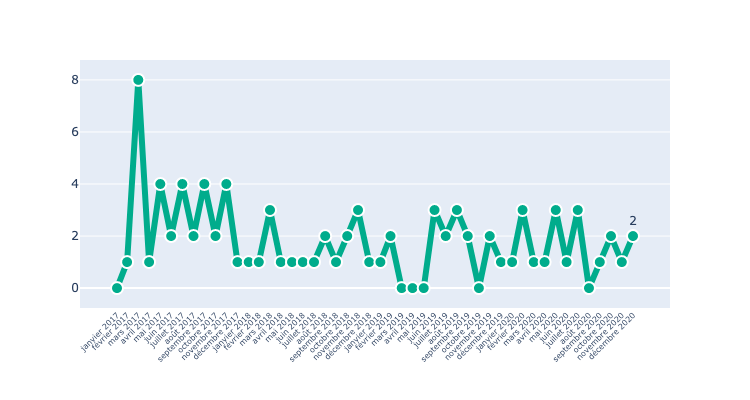 8
6
4
2
0
2
janvier 2017
février 2017
mars 2017
avril 2017
mai 2017
juin 2017
juillet 2017
août 2017
septembre 2017
octobre 2017
novembre 2017
décembre 2017
janvier 2018
février 2018
mars 2018
avril 2018
mai 2018
juin 2018
juillet 2018
août 2018
septembre 2018
octobre 2018
novembre 2018
décembre 2018
janvier 2019
février 2019
mars 2019
avril 2019
mai 2019
juin 2019
juillet 2019
août 2019
septembre 2019
octobre 2019
novembre 2019
décembre 2019
janvier 2020
février 2020
mars 2020
avril 2020
mai 2020
juin 2020
juillet 2020
août 2020
septembre 2020
octobre 2020
novembre 2020
décembre 2020